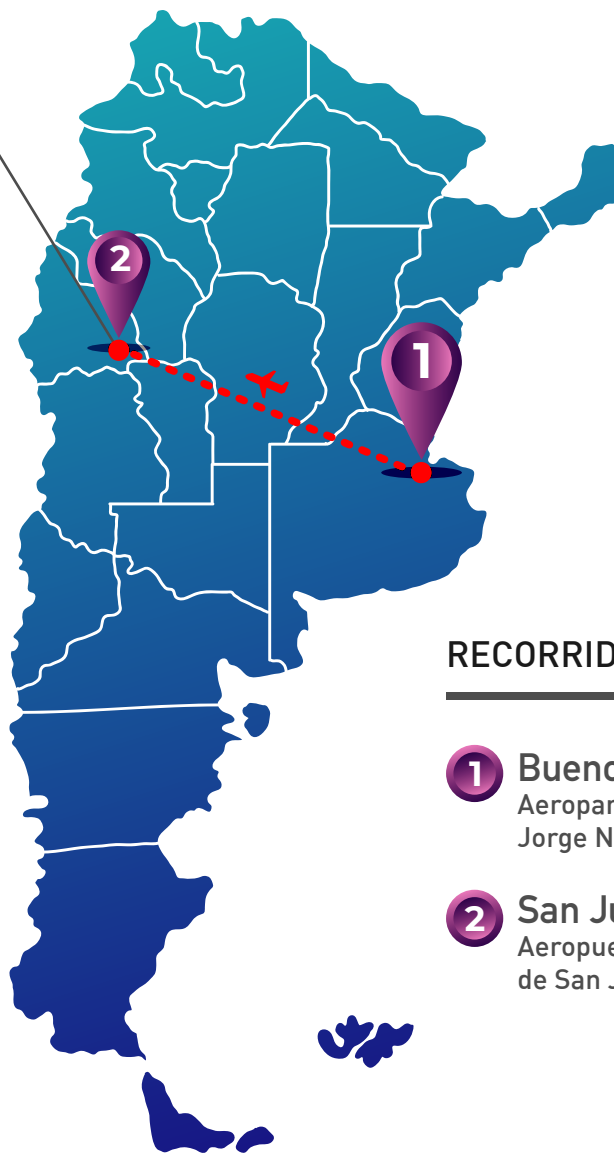 2
1
RECORRID
1 Bueno
Aeropar
Jorge N
2 San Ju
Aeropue
de San J